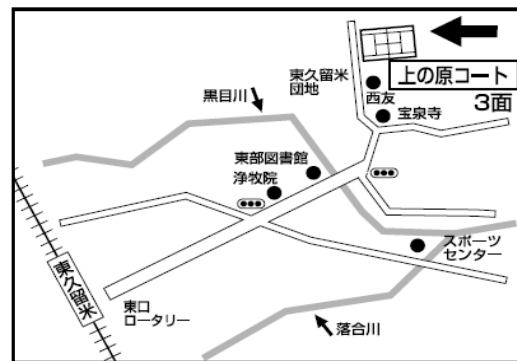 東久留米
団地
西友
上の原コート
3面
宝泉寺
黒目川
東部図書館
浄牧院
スポーツ
センター
東久留米
東口
ロータリー
落合川